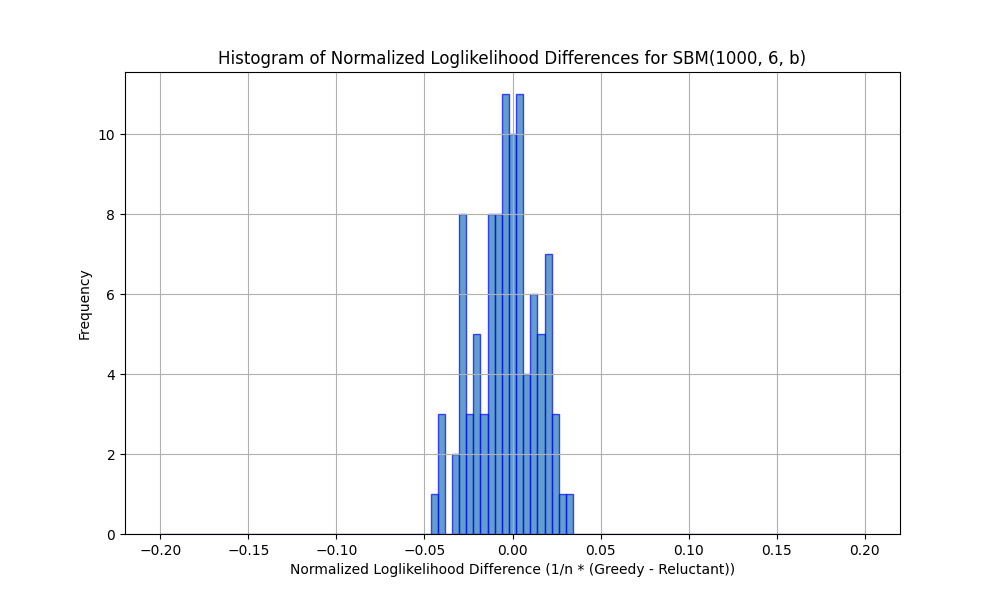 Histogram of Normalized Loglikelihood Differences for SBM(1000, 6, b)
Frequency
10
8
6
4
2
0
−0.20 −0.15 −0.10 −0.05 0.00 0.05 0.10 0.15 0.20
Normalized Loglikelihood Difference (1/n * (Greedy - Reluctant))